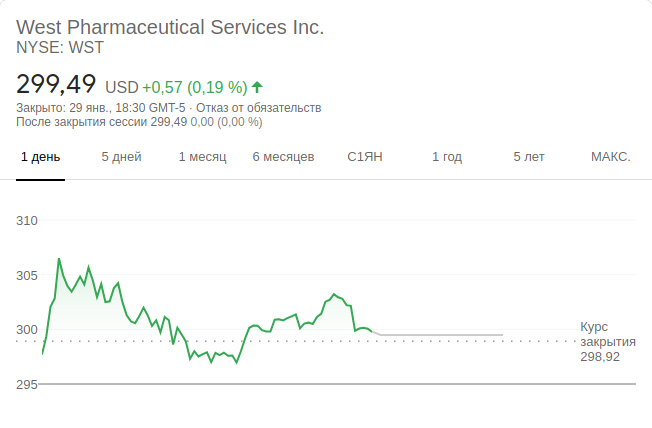 West Pharmaceutical Services Inc.
NYSE: WST
299,49 USD +0,57 (0,19 %)
Закрыто: 29 янв., 18:30 GMT-5 · Отказ от обязательств
После закрытия сессии 299,49 0,00 (0,00 %)
1 день 5 дней 1 месяц 6 месяцев С1ЯН 1 год 5 лет МАКС.
310
305
300
295
Курс
закрытия
298,92